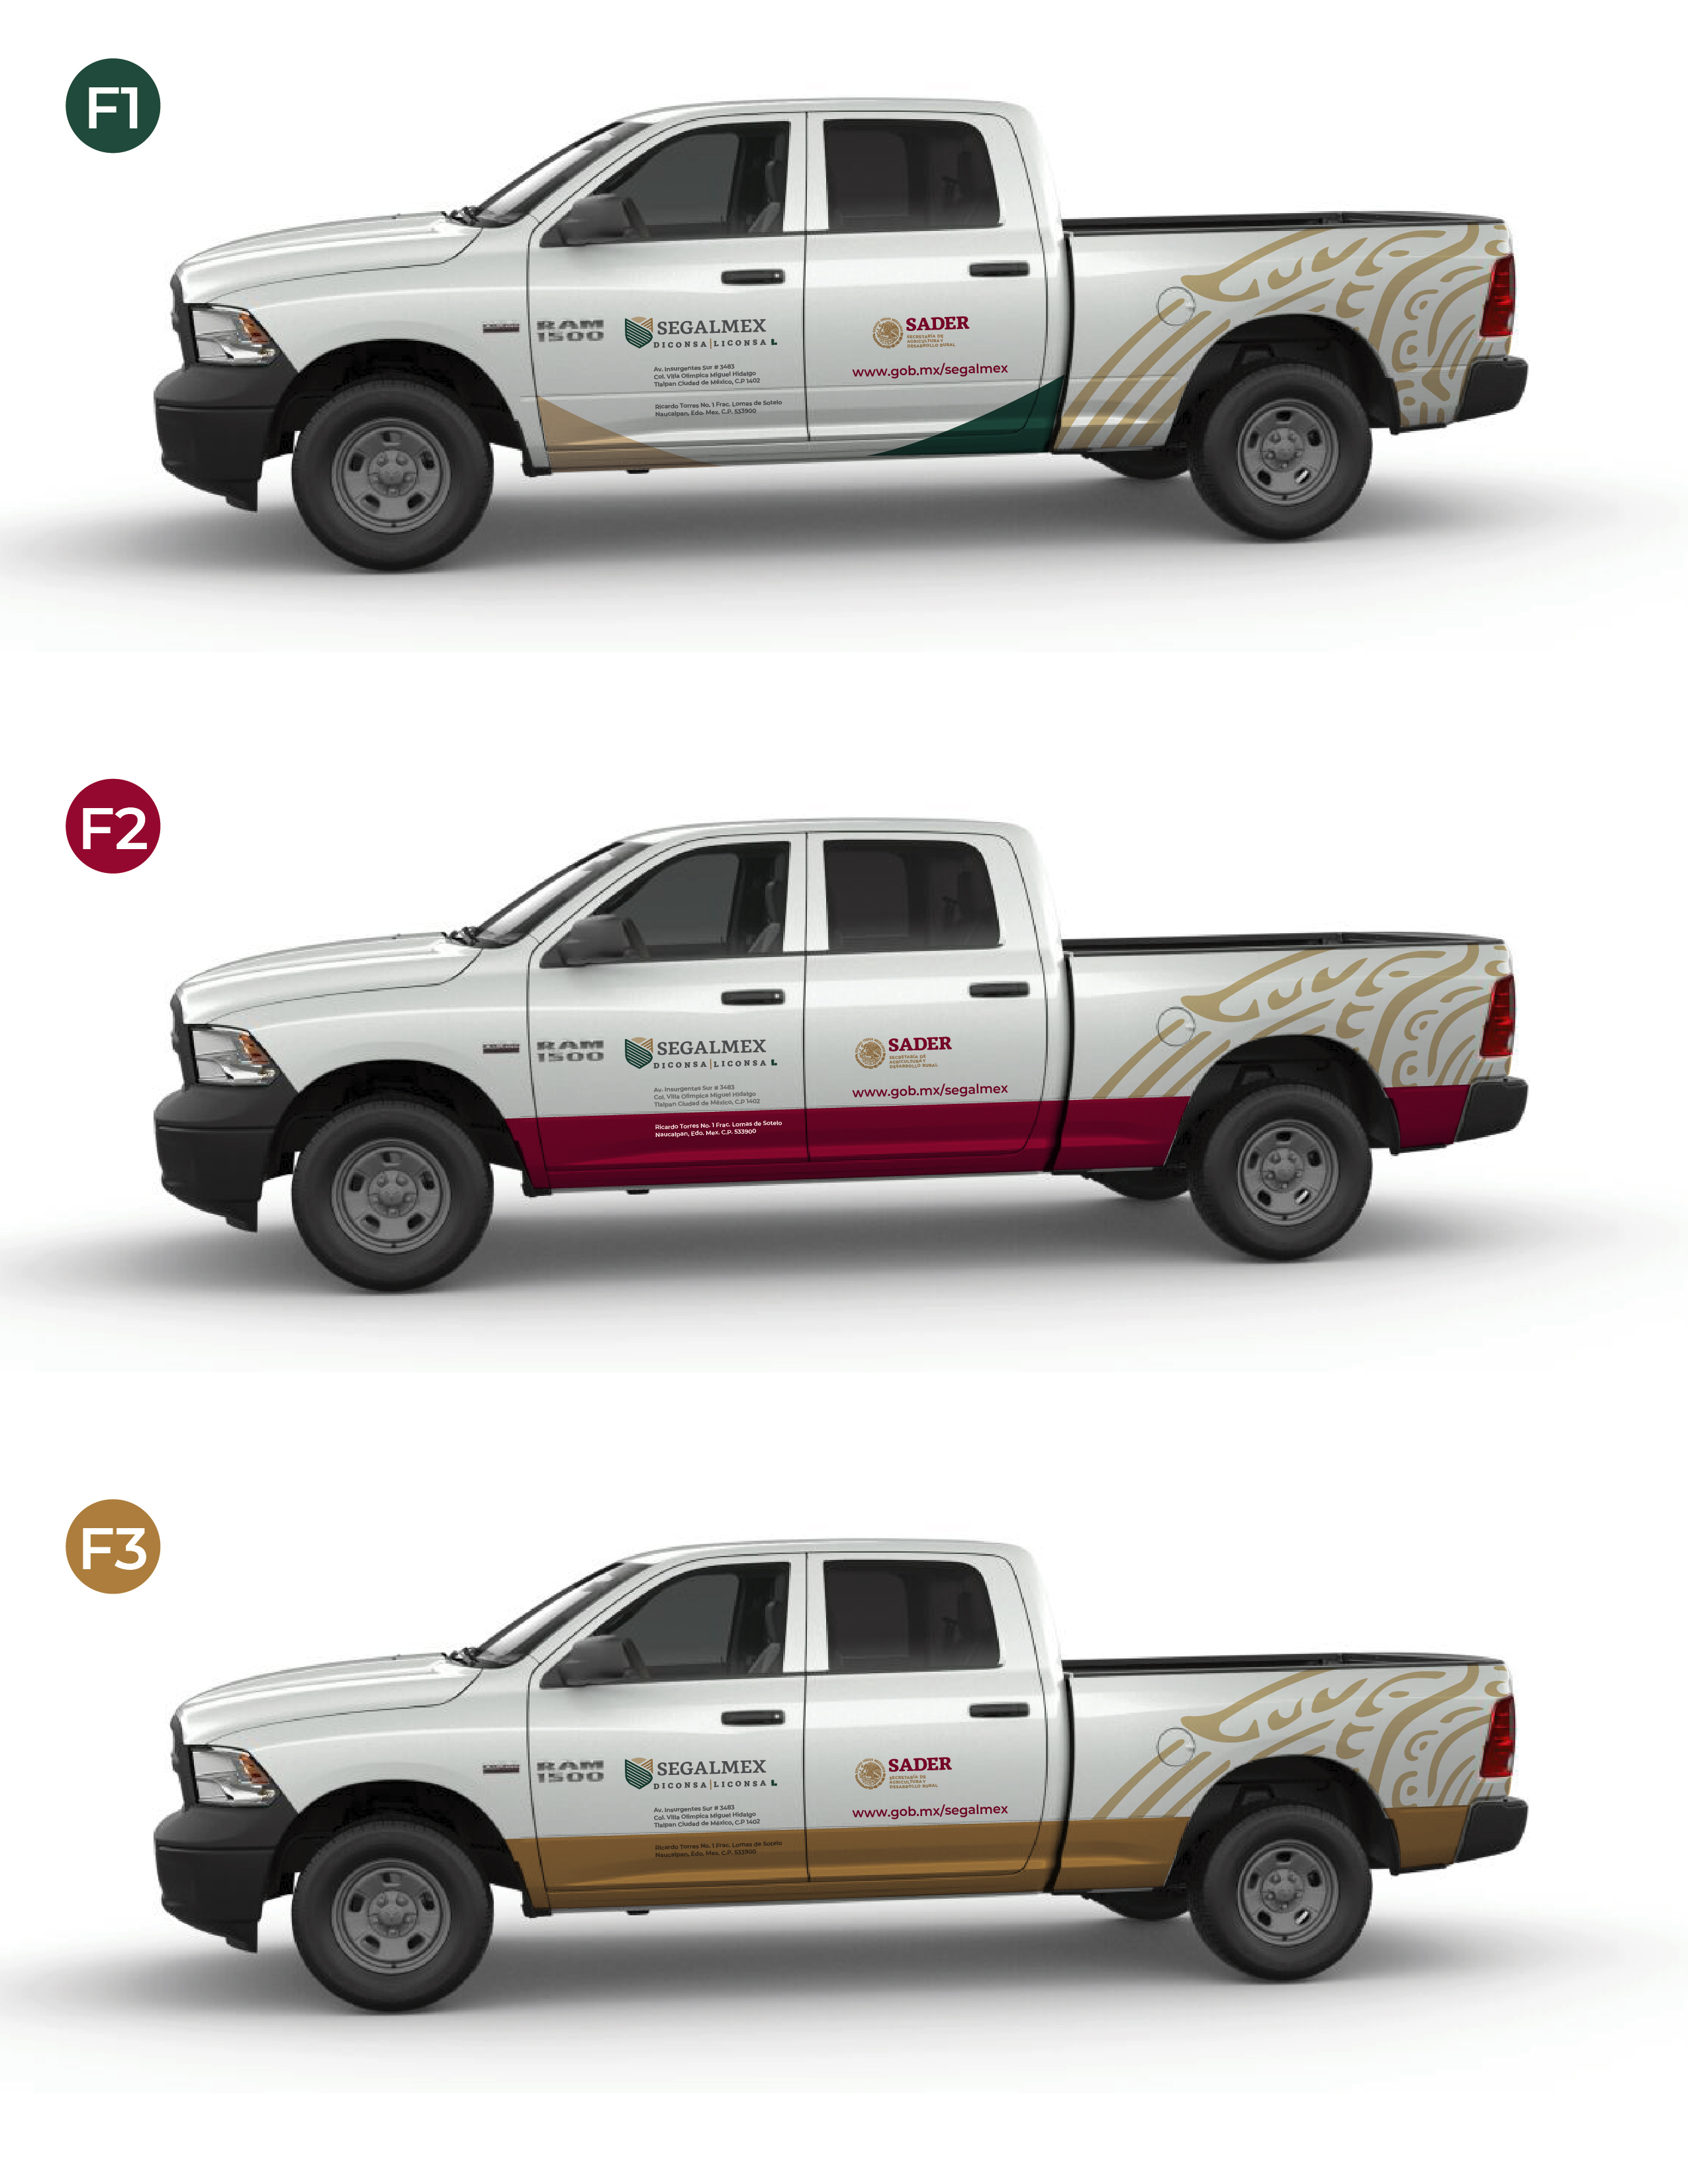 F1
RAM
1500
SEGALMEX
DICONSA|LICONSA L
Av. Insurgentes Sur # 3483
Col. Villa Olímpica Miguel Hidalgo
Tlalpan Ciudad de México, C.P 1402
Ricardo Torres No. 1 Frac. Lomas de Sotelo
Naucalpan, Edo. Mex. C.P. 533900
SADER
SECRETARÍA DE
AGRICULTURA Y
DESARROLLO RURAL
www.gob.mx/segalmex
F2
RAM
1500
SEGALMEX
DICONSA|LICONSA L
Av. Insurgentes Sur # 3483
Col. Villa Olímpica Miguel Hidalgo
Tlalpan Ciudad de México, C.P 1402
Ricardo Torres No. 1 Frac. Lomas de Sotelo
Naucalpan, Edo. Mex. C.P. 533900
SADER
SECRETARÍA DE
AGRICULTURA Y
DESARROLLO RURAL
www.gob.mx/segalmex
F3
RAM
1500
SEGALMEX
DICONSA|LICONSA L
Av. Insurgentes Sur # 3483
Col. Villa Olímpica Miguel Hidalgo
Tlalpan Ciudad de México, C.P 1402
Ricardo Torres No. 1 Frac. Lomas de Sotelo
Naucalpan, Edo. Mex. C.P. 533900
SADER
SECRETARÍA DE
AGRICULTURA Y
DESARROLLO RURAL
www.gob.mx/segalmex